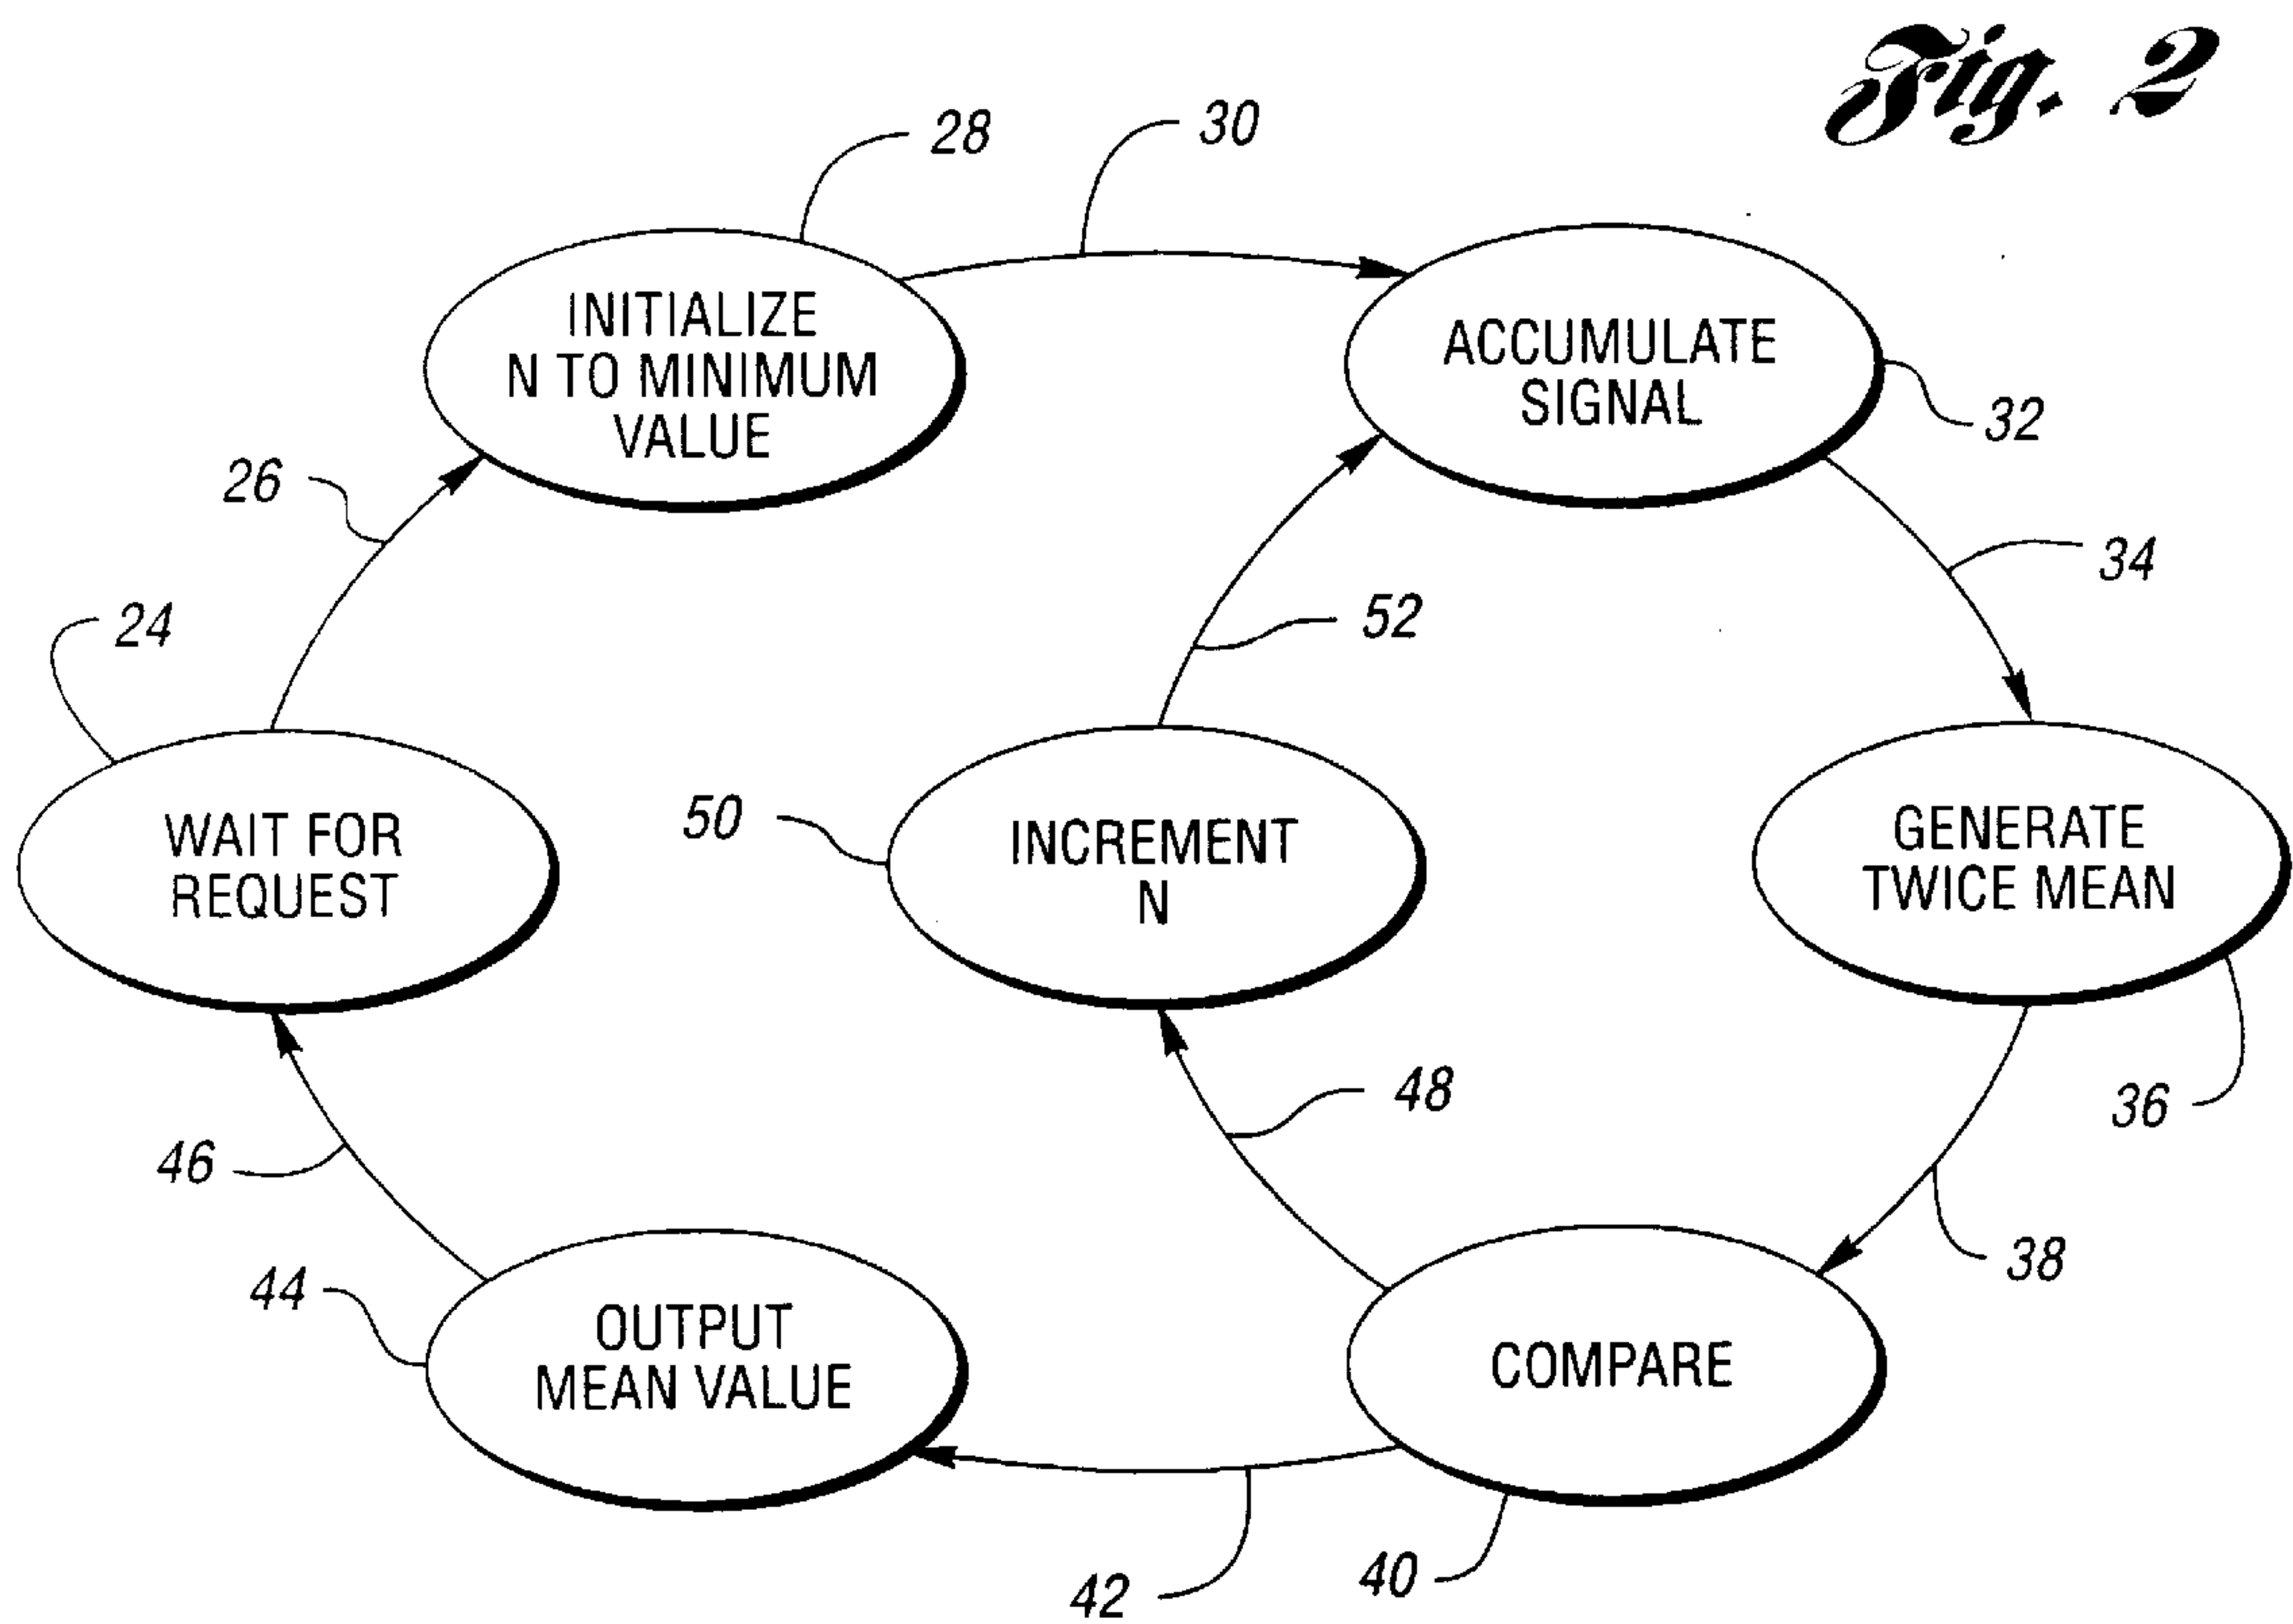 Fig. 2
28
30
INITIALIZE
N TO MINIMUM
VALUE
ACCUMULATE
SIGNAL
32
26
34
24
52
WAIT FOR
REQUEST
50
INCREMENT
N
GENERATE
TWICE MEAN
48
36
46
38
44
OUTPUT
MEAN VALUE
COMPARE
42
40